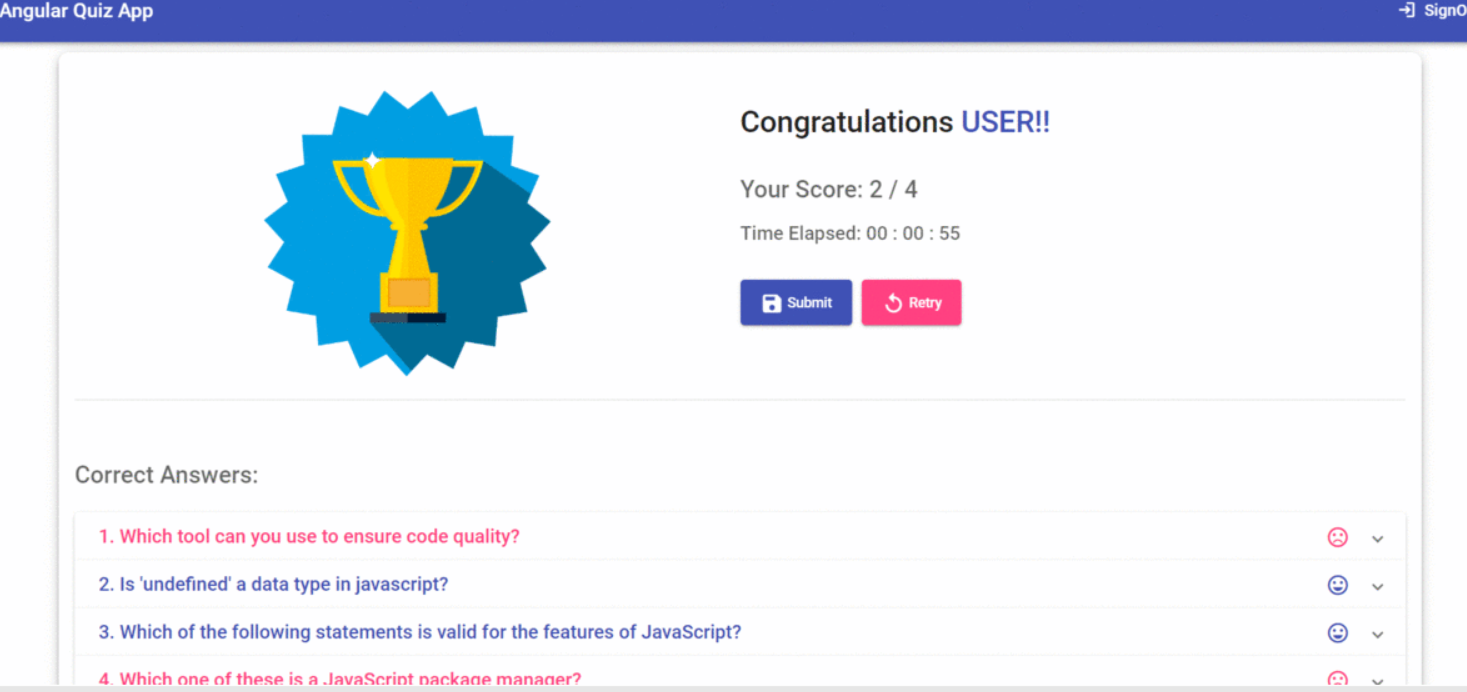 Angular Quiz App
SignO
Congratulations USER!!
Your Score: 2 / 4
Time Elapsed: 00 : 00 : 55
Submit
Retry
Correct Answers:
1. Which tool can you use to ensure code quality?
2. Is 'undefined' a data type in javascript?
3. Which of the following statements is valid for the features of JavaScript?
4. Which one of these is a JavaScript package manager?